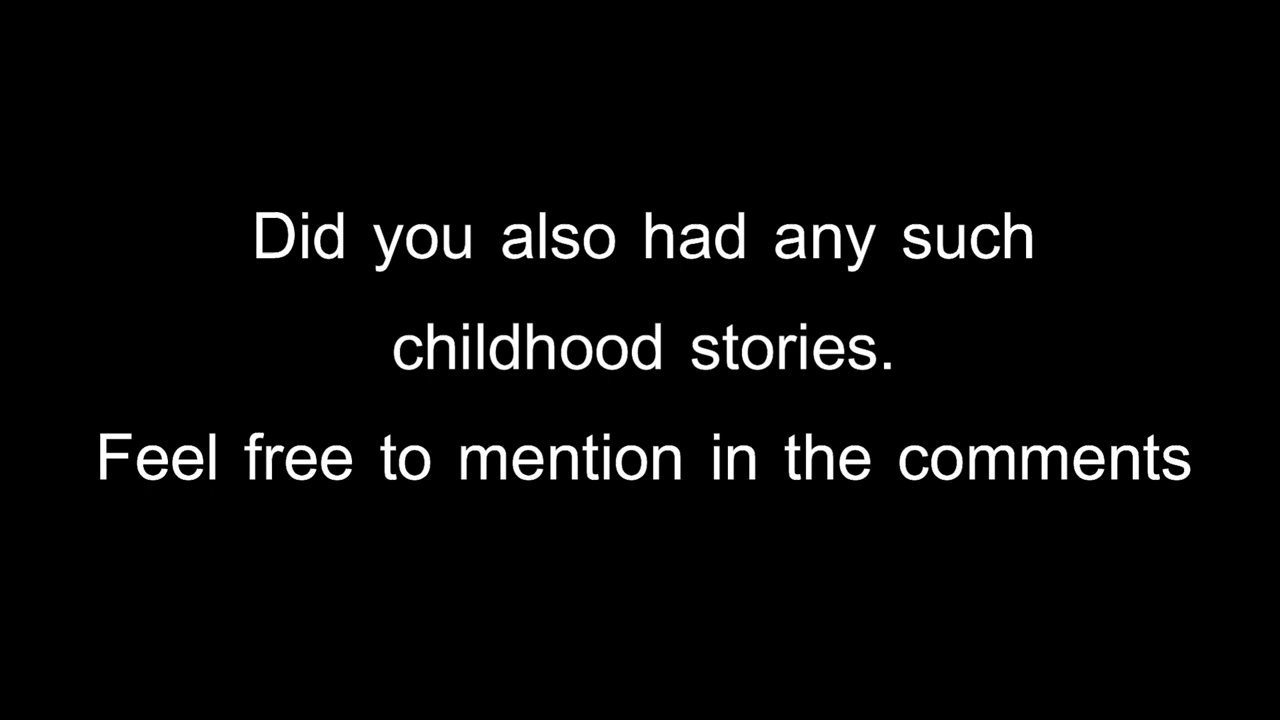 Did you also had any such
childhood stories.
Feel free to mention in the comments